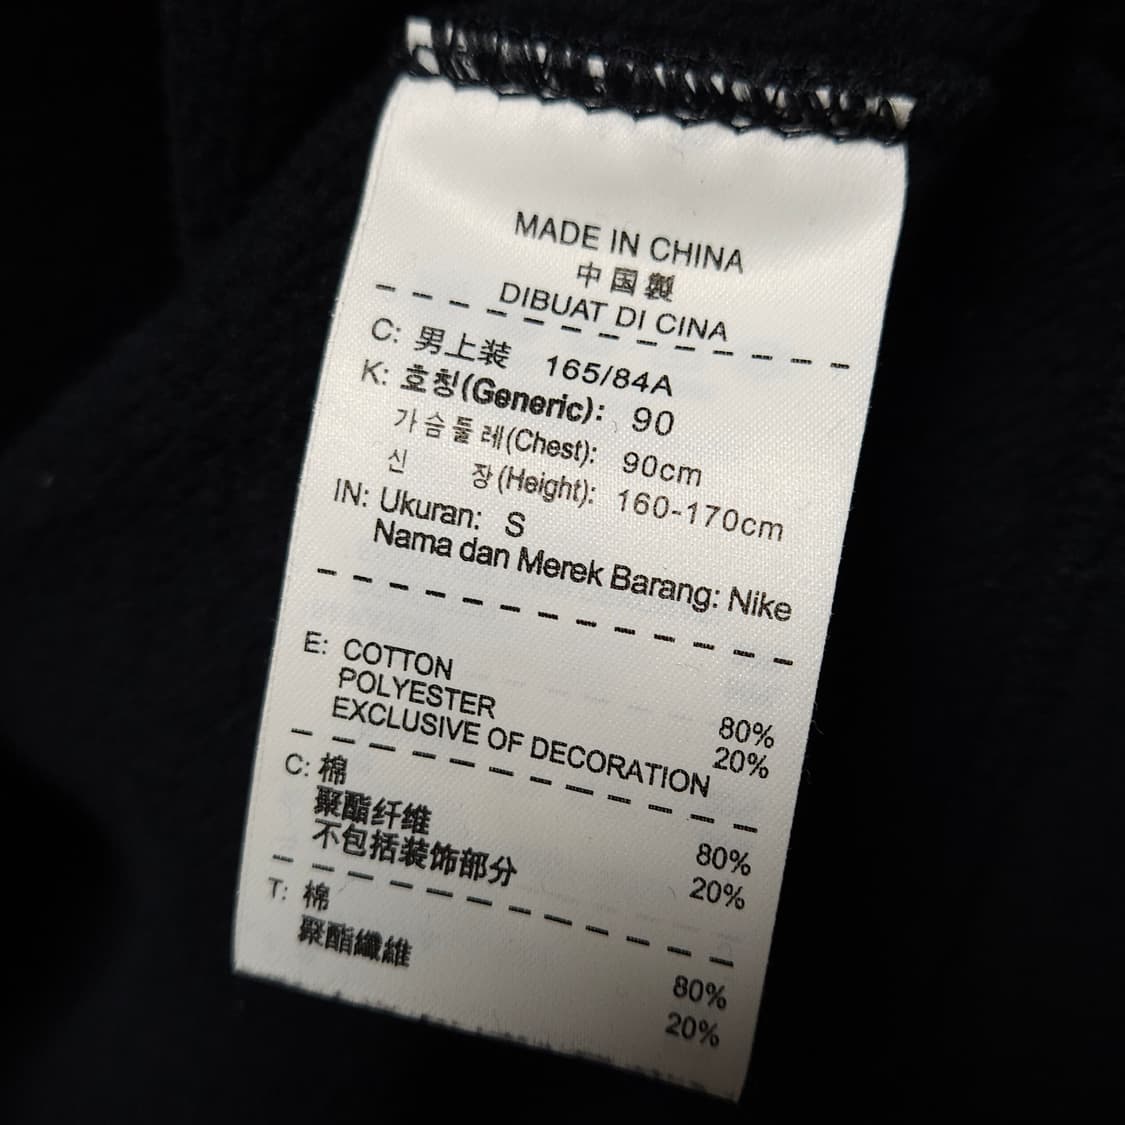 MADE IN CHINA
中国製
DIBUAT DI CINA
C: 男上装 165/84A
K: 호칭(Generic): 90
가슴둘레(Chest): 90cm
신 장(Height): 160-170cm
IN: Ukuran: S
Nama dan Merek Barang: Nike
E: COTTON 80%
POLYESTER 20%
EXCLUSIVE OF DECORATION
C: 棉 80%
聚酯纤维 20%
不包括装饰部分
T: 棉 80%
聚酯纖維 20%